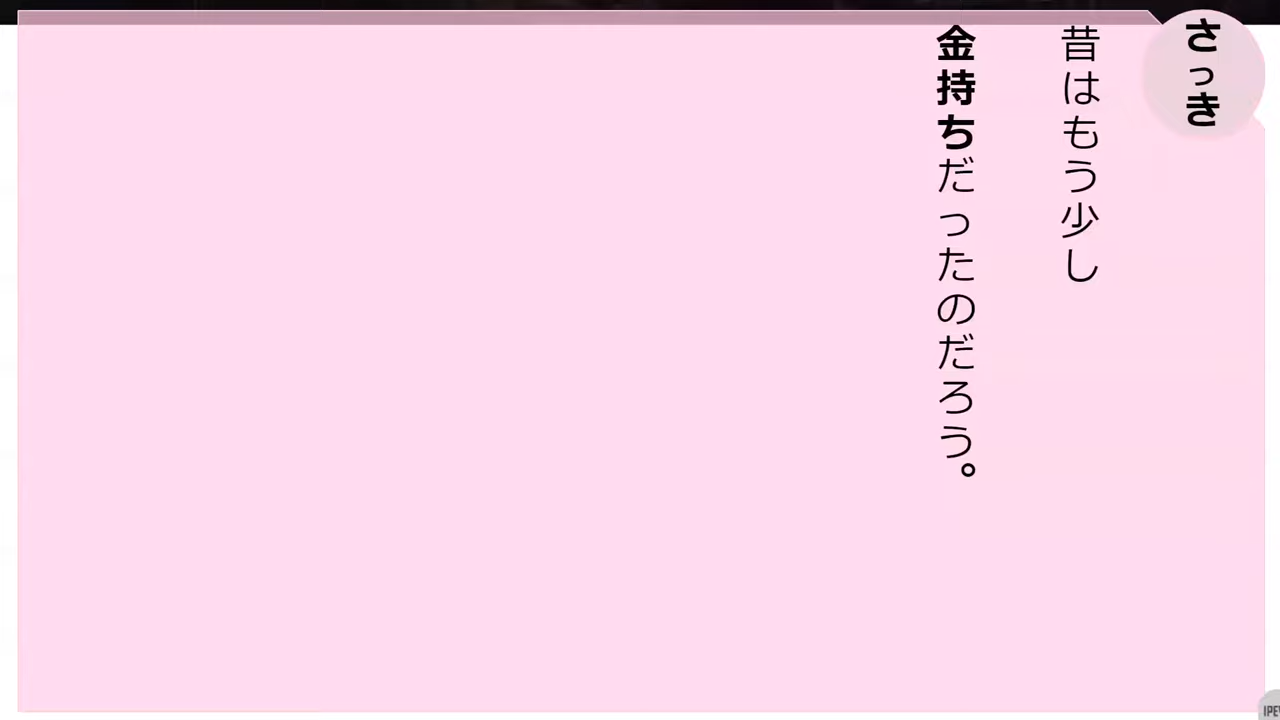 さっき
昔はもう少し
金持ちだったのだろう。